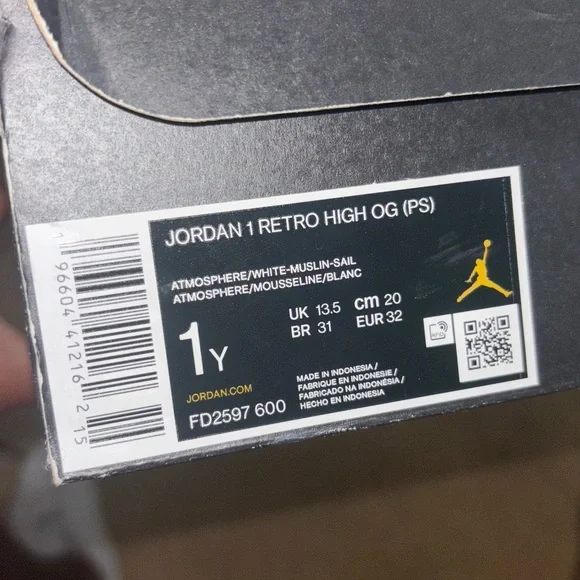 JORDAN 1 RETRO HIGH OG (PS)
ATMOSPHERE/WHITE-MUSLIN-SAIL
ATMOSPHERE/MOUSSELINE/BLANC
1Y
UK 13.5 cm 20
BR 31 EUR 32
JORDAN.COM
FD2597 600
MADE IN INDONESIA/
FABRIQUE EN INDONESIE/
FABRICADO NA INDONÉSIA/
HECHO EN INDONESIA
1 96604 41216 2 15